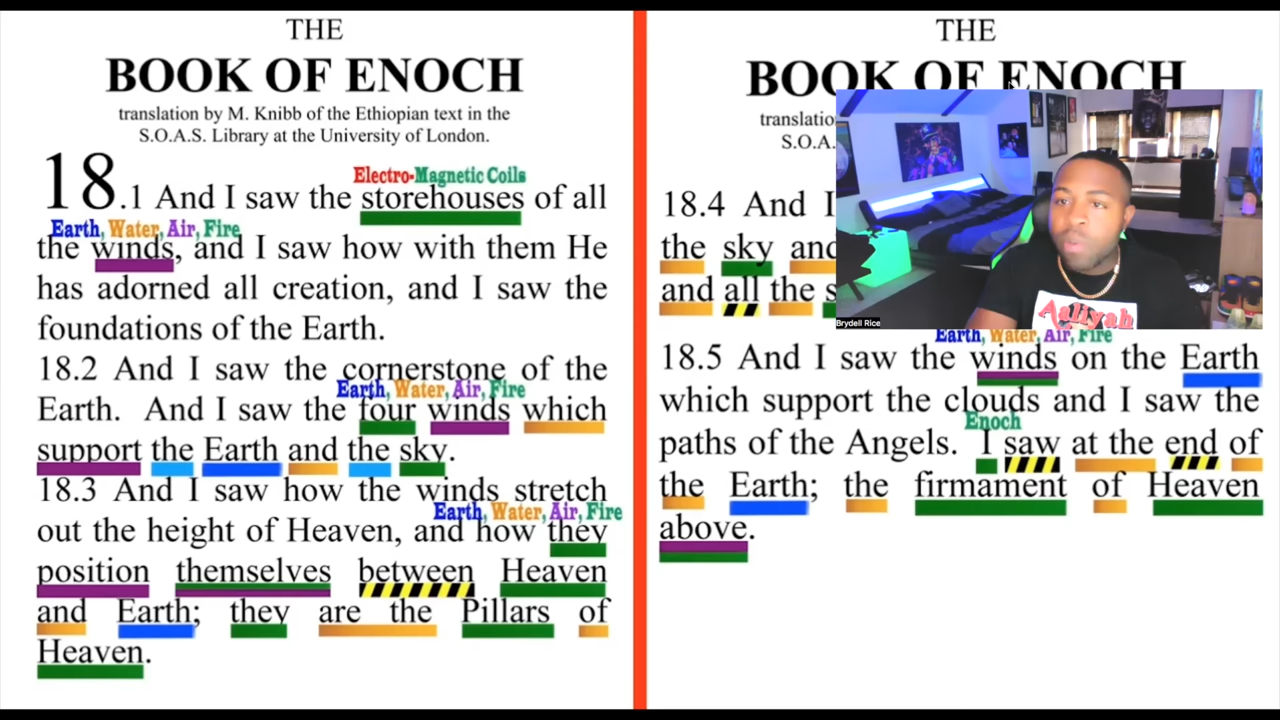 THE
BOOK OF ENOCH
translation by M. Knibb of the Ethiopian text in the
S.O.A.S. Library at the University of London.
Electro-Magnetic Coils
18.1 And I saw the storehouses of all
Earth, Water, Air, Fire
the winds, and I saw how with them He
has adorned all creation, and I saw the
foundations of the Earth.
18.2 And I saw the cornerstone of the
Earth, Water, Air, Fire
Earth. And I saw the four winds which
support the Earth and the sky.
18.3 And I saw how the winds stretch
Earth, Water, Air, Fire
out the height of Heaven, and how they
position themselves between Heaven
and Earth; they are the Pillars of
Heaven.
THE
BOOK OF ENOCH
S.O.A.
18.4 And I
the sky and
and all the
Aaliyah
Brydell Rice
Earth, Water, Air, Fire
18.5 And I saw the winds on the Earth
which support the clouds and I saw the
Enoch
paths of the Angels. I saw at the end of
the Earth; the firmament of Heaven
above.